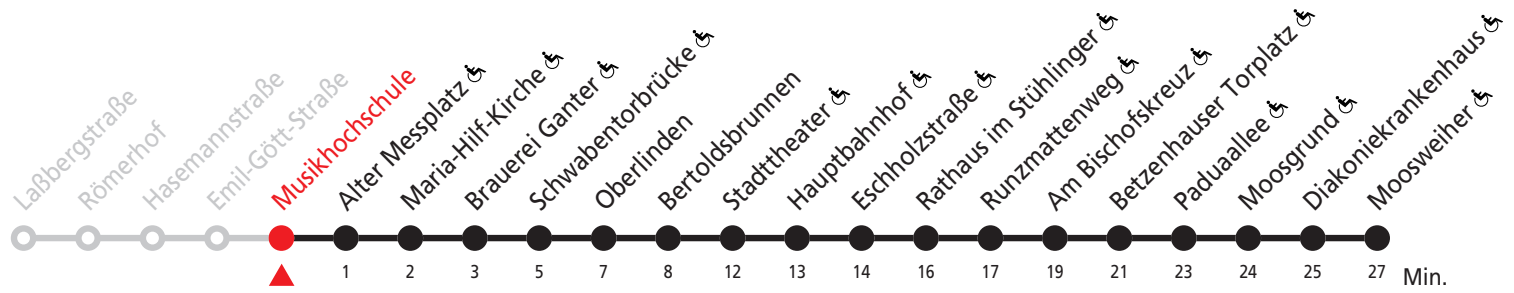 Laßbergstraße
Römerhof
Hasemannstraße
Emil-Gött-Straße
Musikhochschule
Alter Messplatz
Maria-Hilf-Kirche
Brauerei Ganter
Schwabentorbrücke
Oberlinden
Bertoldsbrunnen
Stadttheater
Hauptbahnhof
Eschholzstraße
Rathaus im Stühlinger
Runzmattenweg
Am Bischofskreuz
Betzenhauser Torplatz
Paduaallee
Moosgrund
Diakoniekrankenhaus
Moosweiher
1 2 3 5 7 8 12 13 14 16 17 19 21 23 24 25 27 Min.